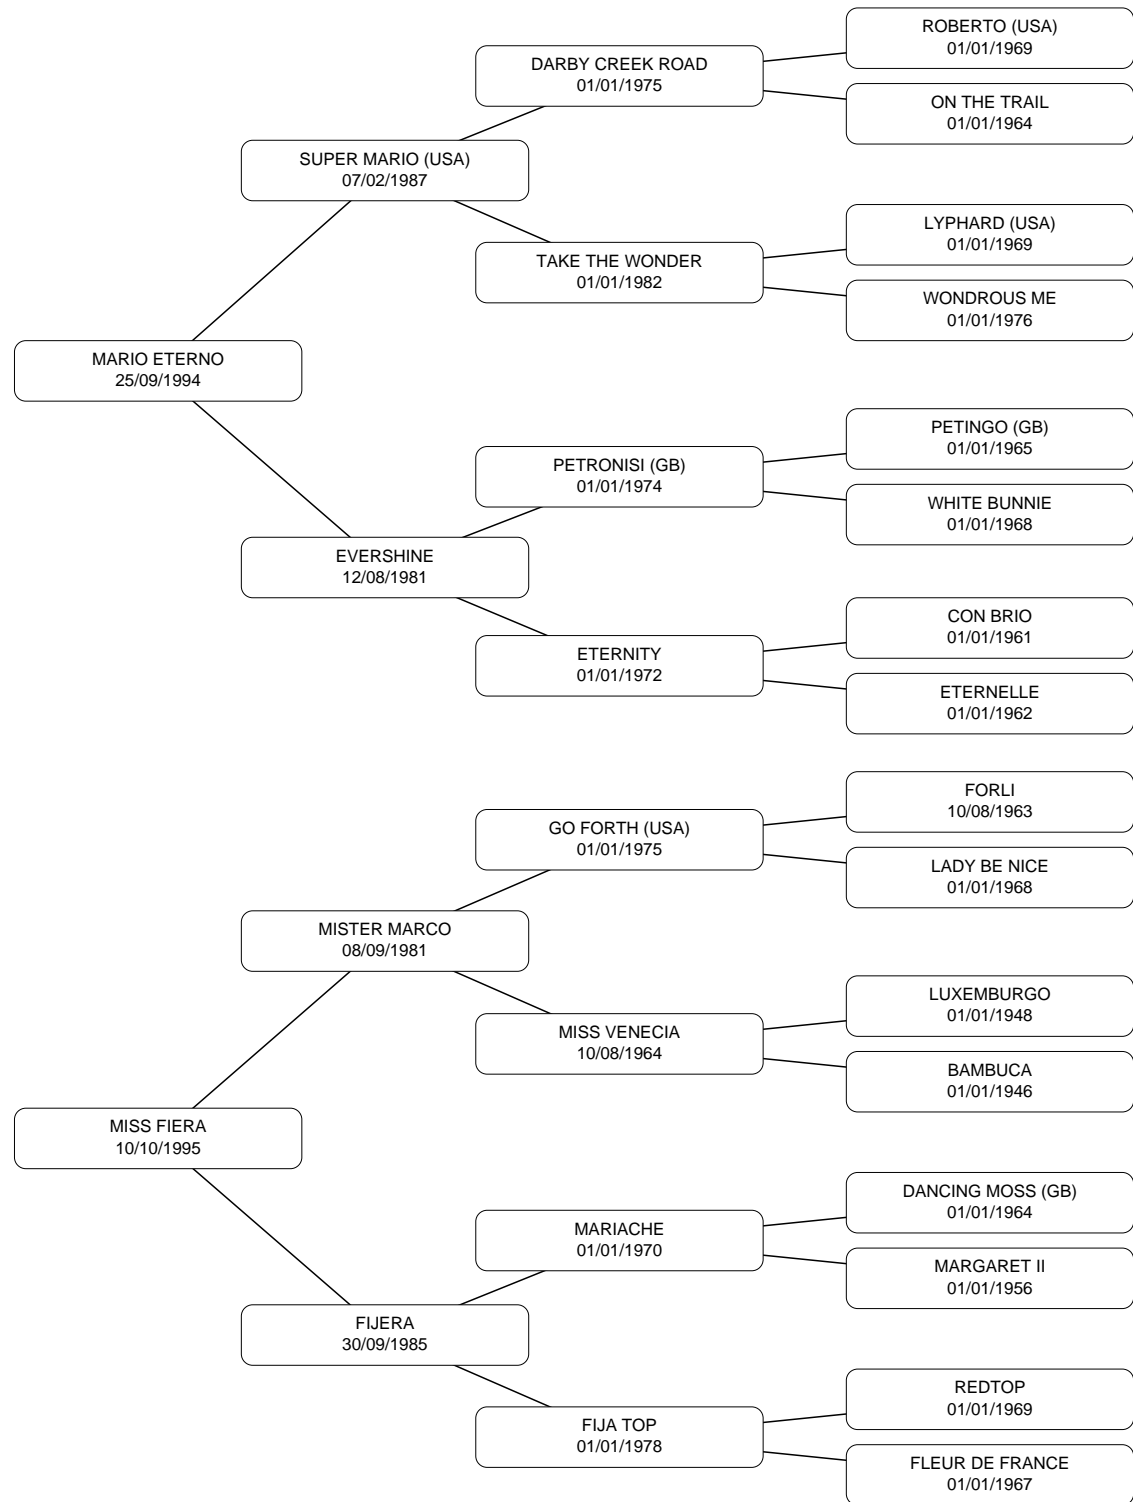 ROBERTO (USA)
01/01/1969
DARBY CREEK ROAD
01/01/1975
ON THE TRAIL
01/01/1964
SUPER MARIO (USA)
07/02/1987
LYPHARD (USA)
01/01/1969
TAKE THE WONDER
01/01/1982
WONDROUS ME
01/01/1976
MARIO ETERNO
25/09/1994
PETINGO (GB)
01/01/1965
PETRONISI (GB)
01/01/1974
WHITE BUNNIE
01/01/1968
EVERSHINE
12/08/1981
CON BRIO
01/01/1961
ETERNITY
01/01/1972
ETERNELLE
01/01/1962
FORLI
10/08/1963
GO FORTH (USA)
01/01/1975
LADY BE NICE
01/01/1968
MISTER MARCO
08/09/1981
LUXEMBURGO
01/01/1948
MISS VENECIA
10/08/1964
BAMBUCA
01/01/1946
MISS FIERA
10/10/1995
DANCING MOSS (GB)
01/01/1964
MARIACHE
01/01/1970
MARGARET II
01/01/1956
FIJERA
30/09/1985
REDTOP
01/01/1969
FIJA TOP
01/01/1978
FLEUR DE FRANCE
01/01/1967